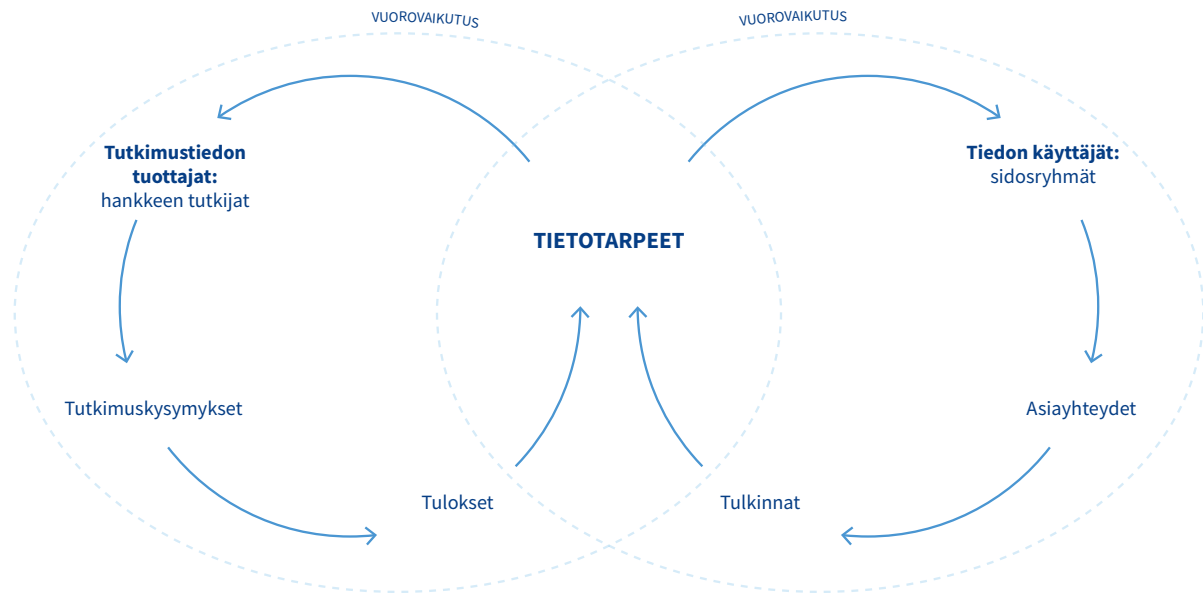 VUOROVAIKUTUS
VUOROVAIKUTUS
Tutkimustiedon
tuottajat:
hankkeen tutkijat
Tiedon käyttäjät:
sidosryhmät
TIETOTARPEET
Tutkimuskysymykset
Asiayhteydet
Tulokset
Tulkinnat